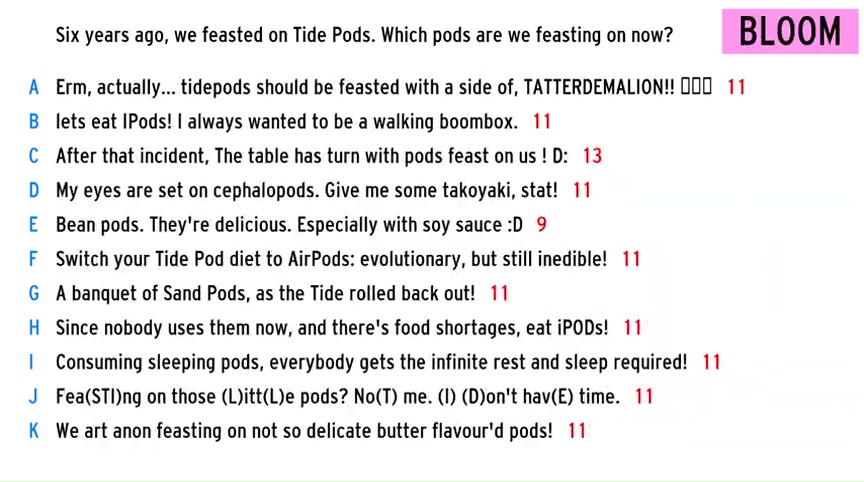 Six years ago, we feasted on Tide Pods. Which pods are we feasting on now?
BLOOM
A Erm, actually... tidepods should be feasted with a side of, TATTERDEMALION!! ▯▯▯ 11
B lets eat IPods! I always wanted to be a walking boombox. 11
C After that incident, The table has turn with pods feast on us ! D: 13
D My eyes are set on cephalopods. Give me some takoyaki, stat! 11
E Bean pods. They're delicious. Especially with soy sauce :D 9
F Switch your Tide Pod diet to AirPods: evolutionary, but still inedible! 11
G A banquet of Sand Pods, as the Tide rolled back out! 11
H Since nobody uses them now, and there's food shortages, eat iPODs! 11
I Consuming sleeping pods, everybody gets the infinite rest and sleep required! 11
J Fea(STI)ng on those (L)itt(L)e pods? No(T) me. (I) (D)on't hav(E) time. 11
K We art anon feasting on not so delicate butter flavour'd pods! 11